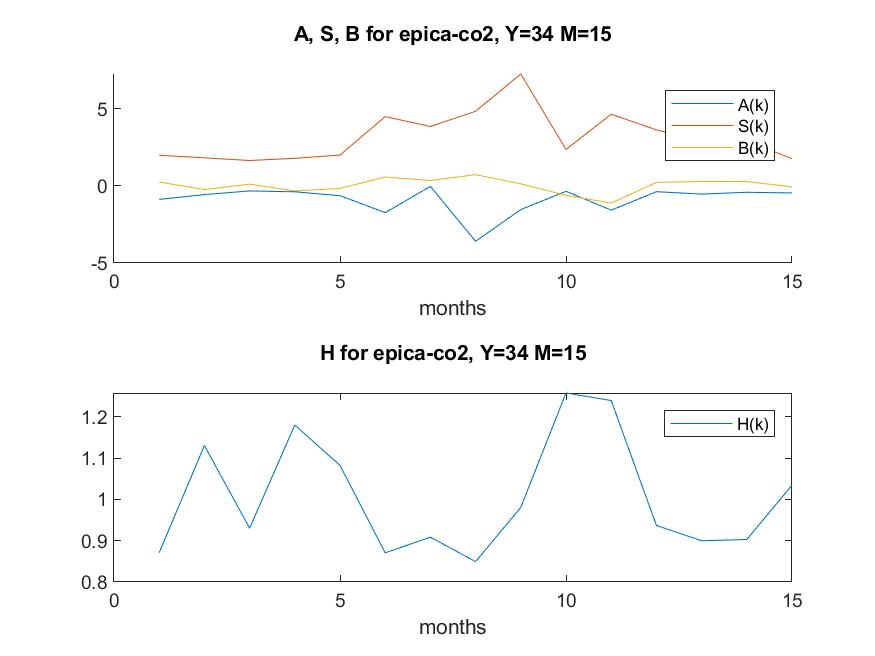 A, S, B for epica-co2, Y=34 M=15
5
0
-5
A(k)
S(k)
B(k)
0
5
10
15
months
H for epica-co2, Y=34 M=15
1.2
1.1
1
0.9
0.8
H(k)
0
5
10
15
months